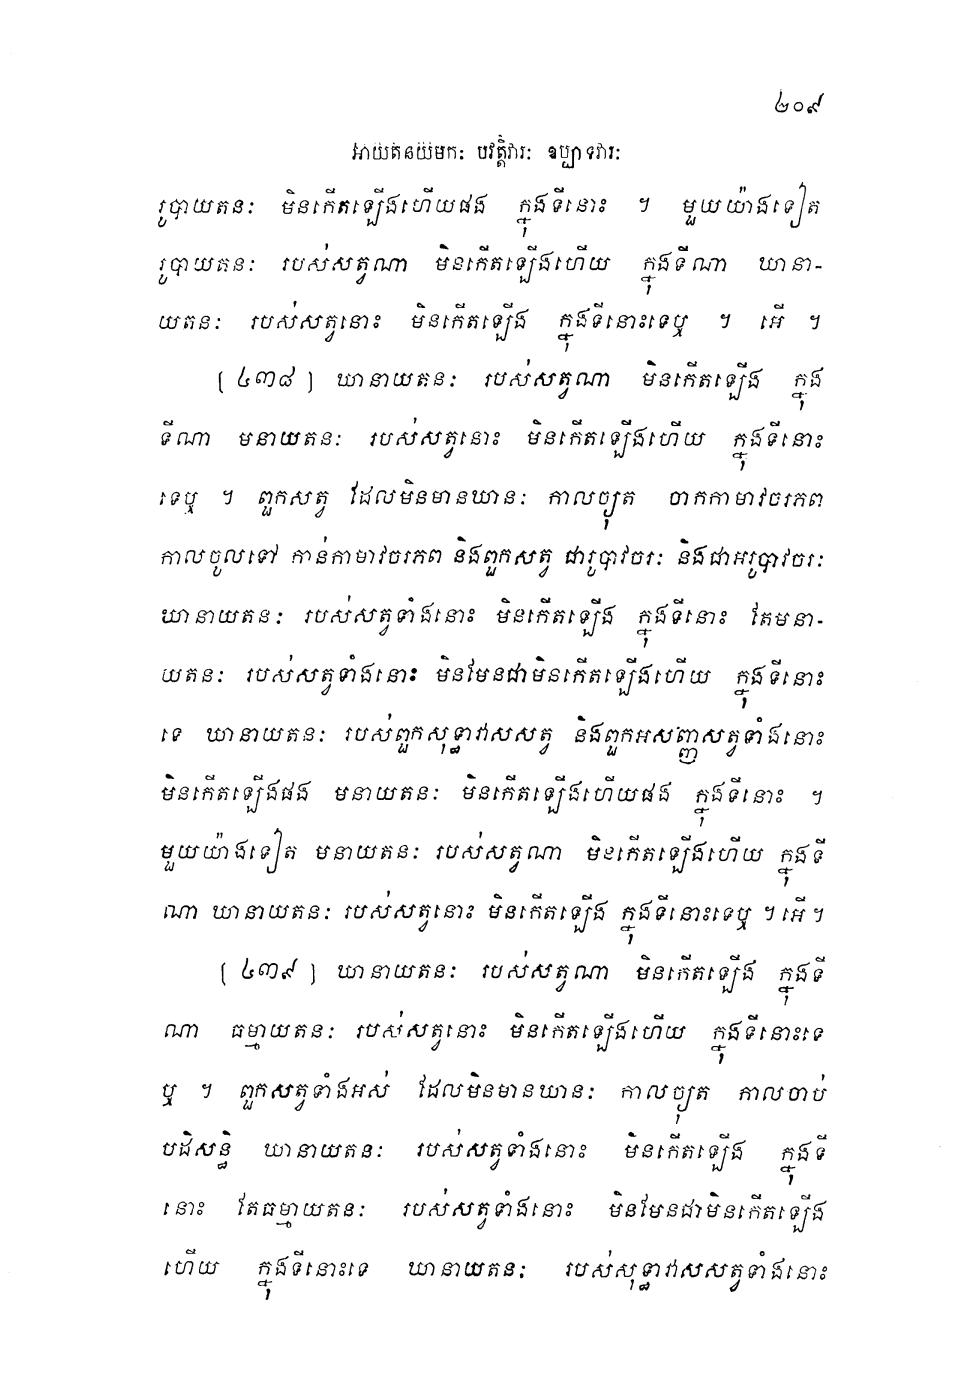 ២០៩
អាយតនយមកៈ បវត្តិវារៈ ឧប្បាទវារៈ
រូបាយតនៈ មិនកើតឡើងហើយផង ក្នុងទីនោះ ។ មួយយ៉ាងទៀត
រូបាយតនៈ របស់សត្វណា មិនកើតឡើងហើយ ក្នុងទីណា ឃានា-
យតនៈ របស់សត្វនោះ មិនកើតឡើង ក្នុងទីនោះទេឬ ។ អើ ។
[៤៣៨] ឃានាយតនៈ របស់សត្វណា មិនកើតឡើង ក្នុង
ទីណា មនាយតនៈ របស់សត្វនោះ មិនកើតឡើងហើយ ក្នុងទីនោះ
ទេឬ ។ ពួកសត្វ ដែលមិនមានឃានៈ កាលច្យុត ចាកកាមាវចរភព
កាលចូលទៅ កាន់កាមាវចរភព និងពួកសត្វ ជារូបាវចរៈ និងជាអរូបាវចរៈ
ឃានាយតនៈ របស់សត្វទាំងនោះ មិនកើតឡើង ក្នុងទីនោះ តែមនា-
យតនៈ របស់សត្វទាំងនោះ មិនមែនជាមិនកើតឡើងហើយ ក្នុងទីនោះ
ទេ ឃានាយតនៈ របស់ពួកសុទ្ធាវាសសត្វ និងពួកអសញ្ញសត្វទាំងនោះ
មិនកើតឡើងផង មនាយតនៈ មិនកើតឡើងហើយផង ក្នុងទីនោះ ។
មួយយ៉ាងទៀត មនាយតនៈ របស់សត្វណា មិនកើតឡើងហើយ ក្នុងទី
ណា ឃានាយតនៈ របស់សត្វនោះ មិនកើតឡើង ក្នុងទីនោះទេឬ ។ អើ ។
[៤៣៩] ឃានាយតនៈ របស់សត្វណា មិនកើតឡើង ក្នុងទី
ណា ធម្មាយតនៈ របស់សត្វនោះ មិនកើតឡើងហើយ ក្នុងទីនោះទេ
ឬ ។ ពួកសត្វទាំងអស់ ដែលមិនមានឃានៈ កាលច្យុត កាលចាប់
បដិសន្ធិ ឃានាយតនៈ របស់សត្វទាំងនោះ មិនកើតឡើង ក្នុងទី
នោះ តែធម្មាយតនៈ របស់សត្វទាំងនោះ មិនមែនជាមិនកើតឡើង
ហើយ ក្នុងទីនោះទេ ឃានាយតនៈ របស់សុទ្ធាវាសសត្វទាំងនោះ